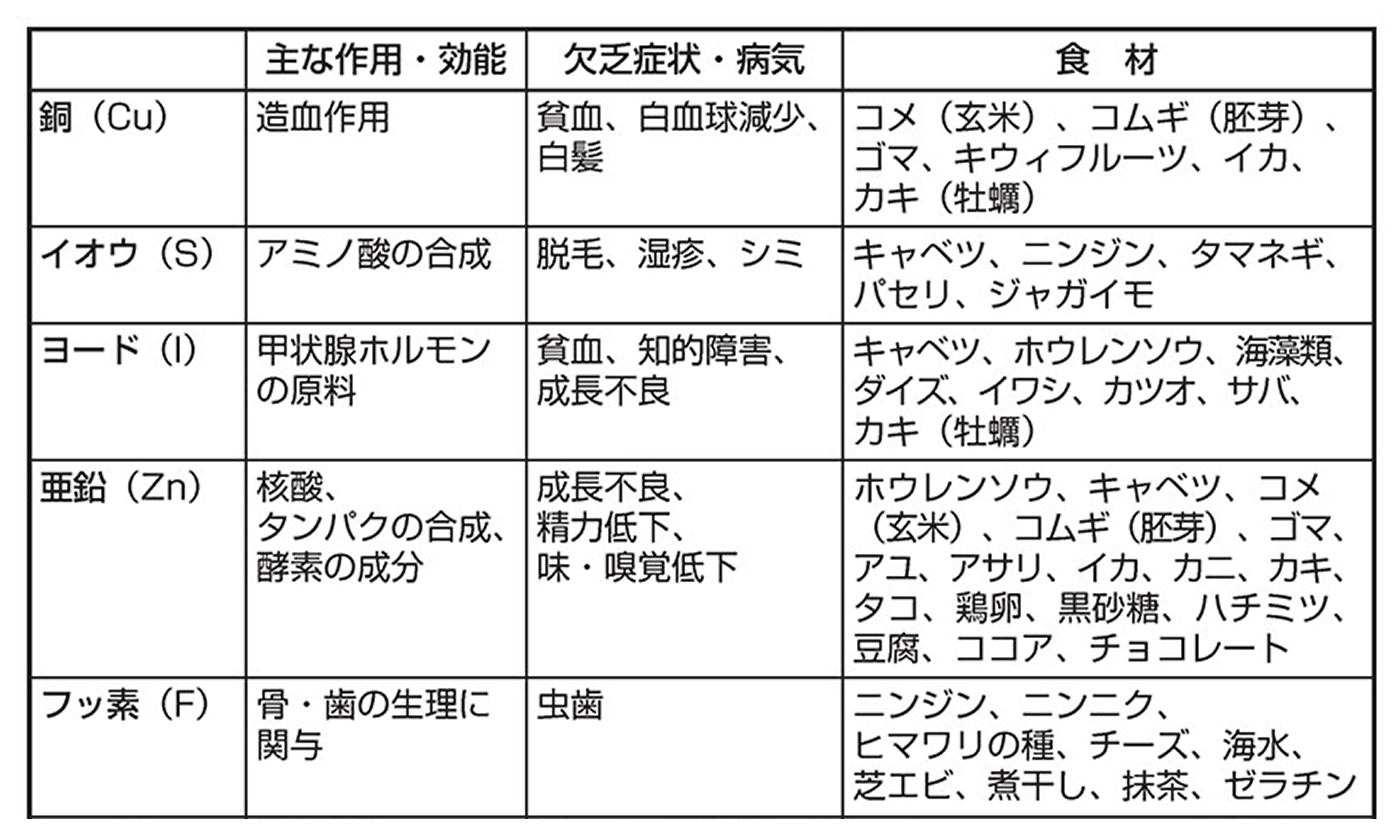 主な作用・効能
欠乏症状・病気
食 材
銅（Cu）
造血作用
貧血、白血球減少、
白髪
コメ（玄米）、コムギ（胚芽）、
ゴマ、キウィフルーツ、イカ、
カキ（牡蠣）
イオウ（S）
アミノ酸の合成
脱毛、湿疹、シミ
キャベツ、ニンジン、タマネギ、
パセリ、ジャガイモ
ヨード（I）
甲状腺ホルモン
の原料
貧血、知的障害、
成長不良
キャベツ、ホウレンソウ、海藻類、
ダイズ、イワシ、カツオ、サバ、
カキ（牡蠣）
亜鉛（Zn）
核酸、
タンパクの合成、
酵素の成分
成長不良、
精力低下、
味・嗅覚低下
ホウレンソウ、キャベツ、コメ
（玄米）、コムギ（胚芽）、ゴマ、
アユ、アサリ、イカ、カニ、カキ、
タコ、鶏卵、黒砂糖、ハチミツ、
豆腐、ココア、チョコレート
フッ素（F）
骨・歯の生理に
関与
虫歯
ニンジン、ニンニク、
ヒマワリの種、チーズ、海水、
芝エビ、煮干し、抹茶、ゼラチン